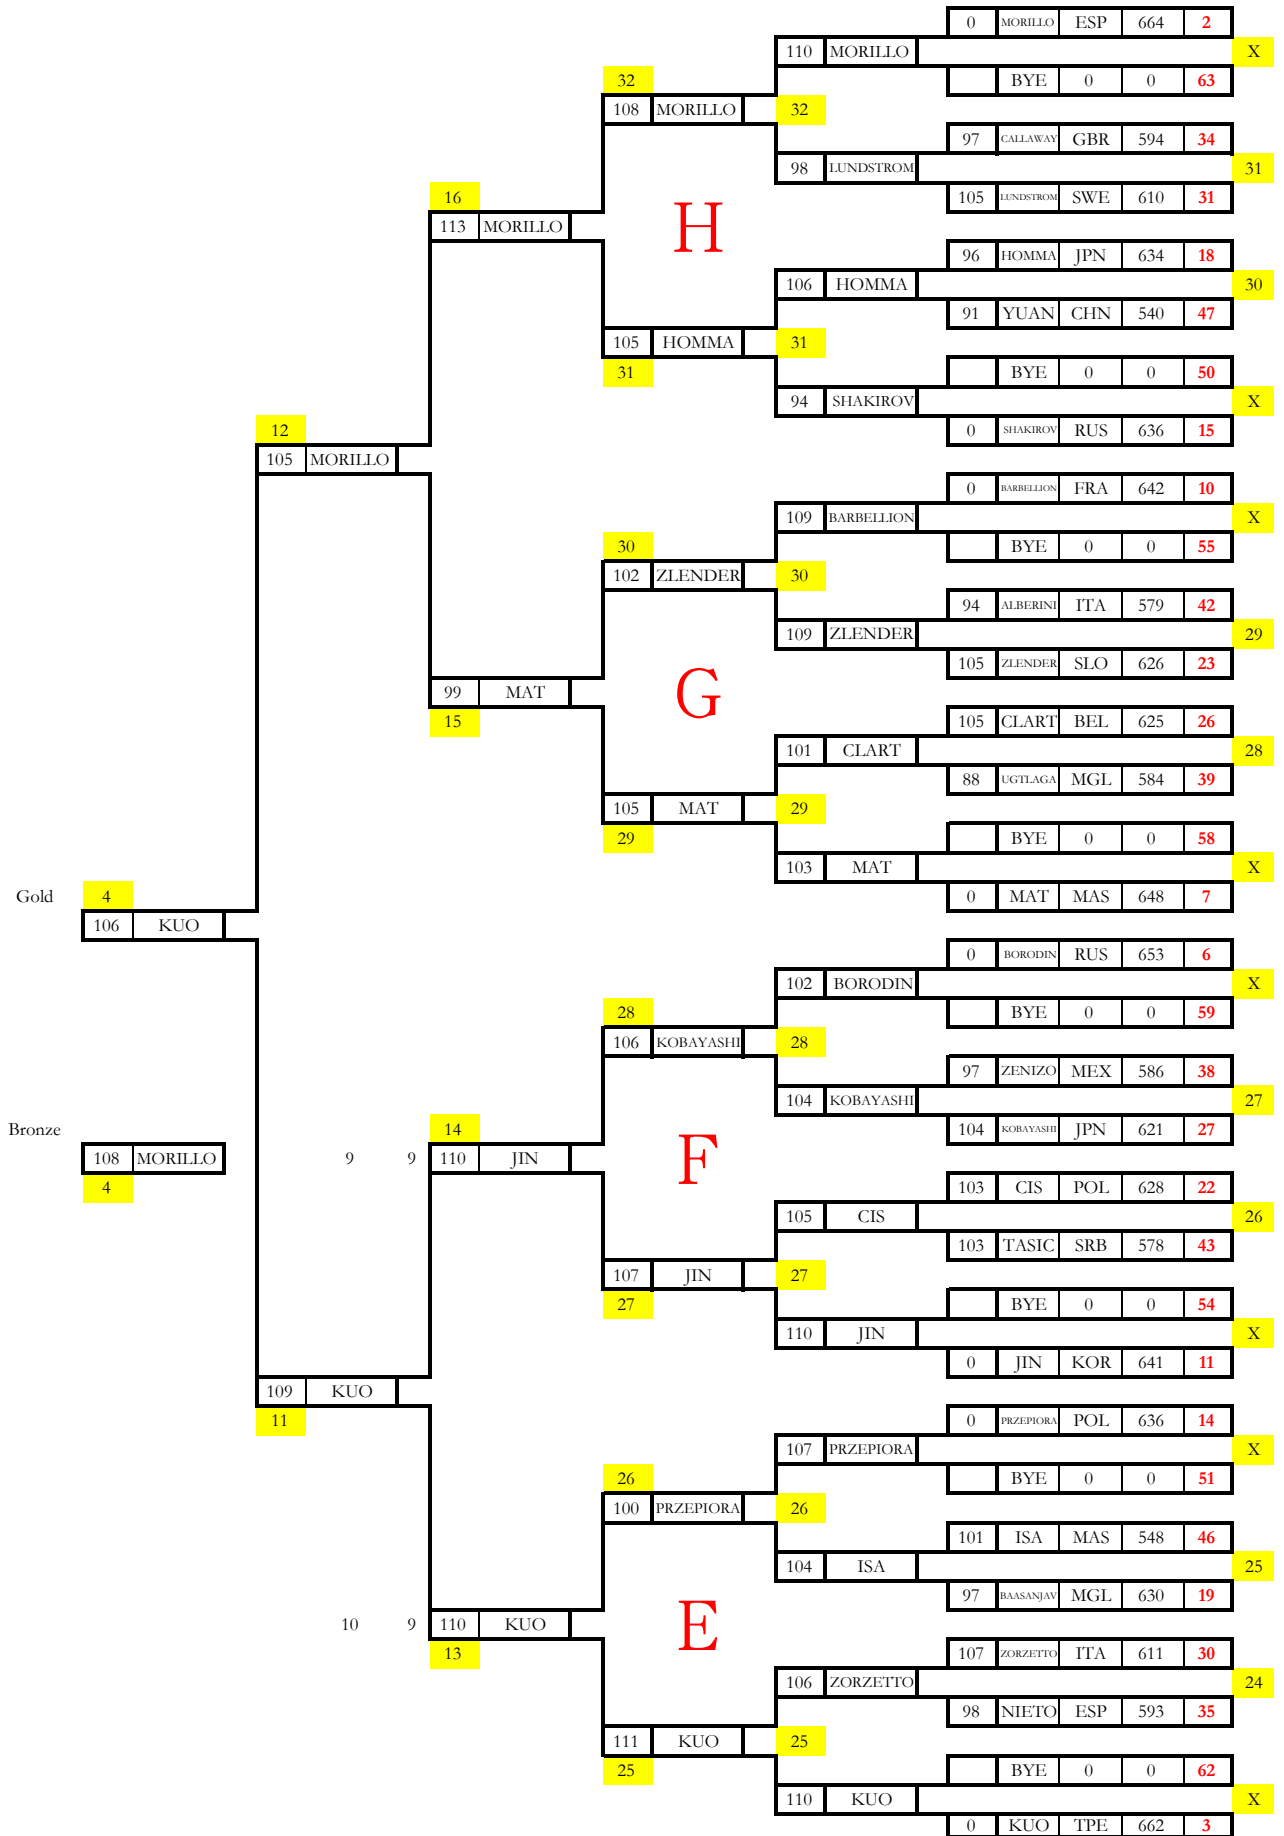 0 MORILLO ESP 664 2
110 MORILLO X
32 BYE 0 0 63
108 MORILLO 32
97 CALLAWAY GBR 594 34
98 LUNDSTROM 31
16 105 LUNDSTROM SWE 610 31
113 MORILLO H
96 HOMMA JPN 634 18
106 HOMMA 30
91 YUAN CHN 540 47
105 HOMMA 31
31 BYE 0 0 50
94 SHAKIROV X
12 0 SHAKIROV RUS 636 15
105 MORILLO
0 BARBELLION FRA 642 10
109 BARBELLION X
30 BYE 0 0 55
102 ZLENDER 30
94 ALBERINI ITA 579 42
109 ZLENDER 29
105 ZLENDER SLO 626 23
99 MAT G
15 105 CLART BEL 625 26
101 CLART 28
88 UGTLAGA MGL 584 39
105 MAT 29
29 BYE 0 0 58
103 MAT X
Gold 4 0 MAT MAS 648 7
106 KUO
0 BORODIN RUS 653 6
102 BORODIN X
28 BYE 0 0 59
106 KOBAYASHI 28
97 ZENIZO MEX 586 38
104 KOBAYASHI 27
Bronze 14 104 KOBAYASHI JPN 621 27
108 MORILLO 9 9 110 JIN F
4 103 CIS POL 628 22
105 CIS 26
103 TASIC SRB 578 43
107 JIN 27
27 BYE 0 0 54
110 JIN X
0 JIN KOR 641 11
109 KUO
11 0 PRZEPIORA POL 636 14
107 PRZEPIORA X
26 BYE 0 0 51
100 PRZEPIORA 26
101 ISA MAS 548 46
104 ISA 25
97 BAASANJAV MGL 630 19
10 9 110 KUO E
13 107 ZORZETTO ITA 611 30
106 ZORZETTO 24
98 NIETO ESP 593 35
111 KUO 25
25 BYE 0 0 62
110 KUO X
0 KUO TPE 662 3